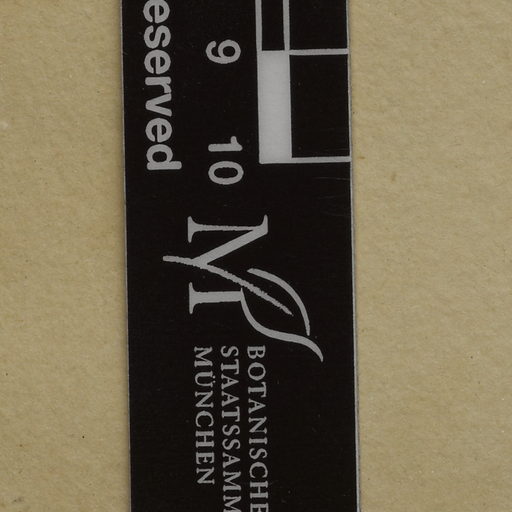 eserved
9 10
M
BOTANISCHE
STAATSSAMM
MÜNCHEN